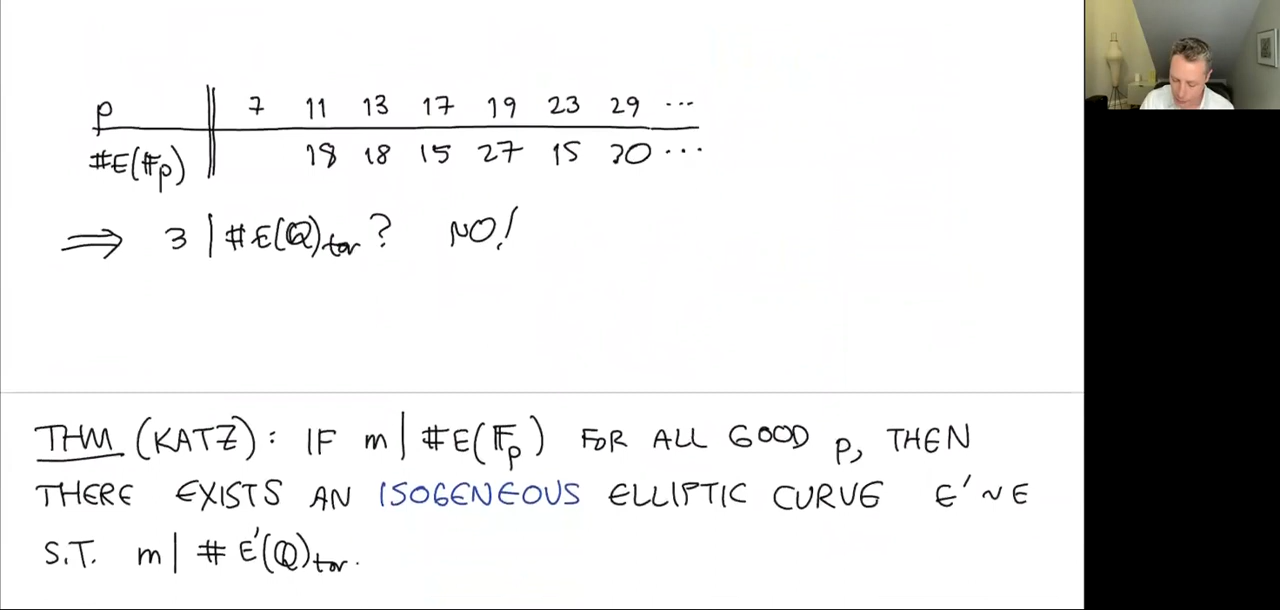 p 7 11 13 17 19 23 29 ...
#E(𝔽p) 18 18 15 27 15 30 ...
⟹ 3 | #E(ℚ)tor? NO!
THM (KATZ): IF m | #E(𝔽p) FOR ALL GOOD p, THEN
THERE EXISTS AN ISOGENEOUS ELLIPTIC CURVE E' ~ E
S.T. m | # E'(ℚ)tor.